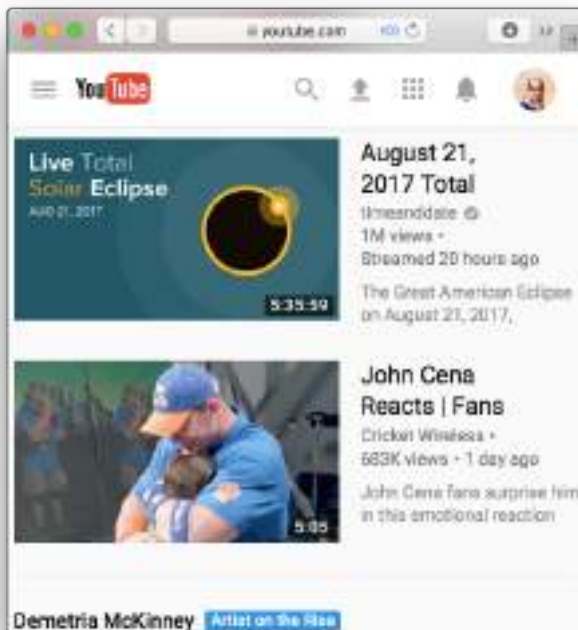 youtube.com
YouTube
Live Total
Solar Eclipse
AUG 21, 2017
5:35:59
August 21,
2017 Total
timeanddate
1M views •
Streamed 20 hours ago
The Great American Eclipse
on August 21, 2017,
5:05
John Cena
Reacts | Fans
Cricket Wireless •
683K views • 1 day ago
John Cena fans surprise him
in this emotional reaction
Demetria McKinney Artist on the Rise